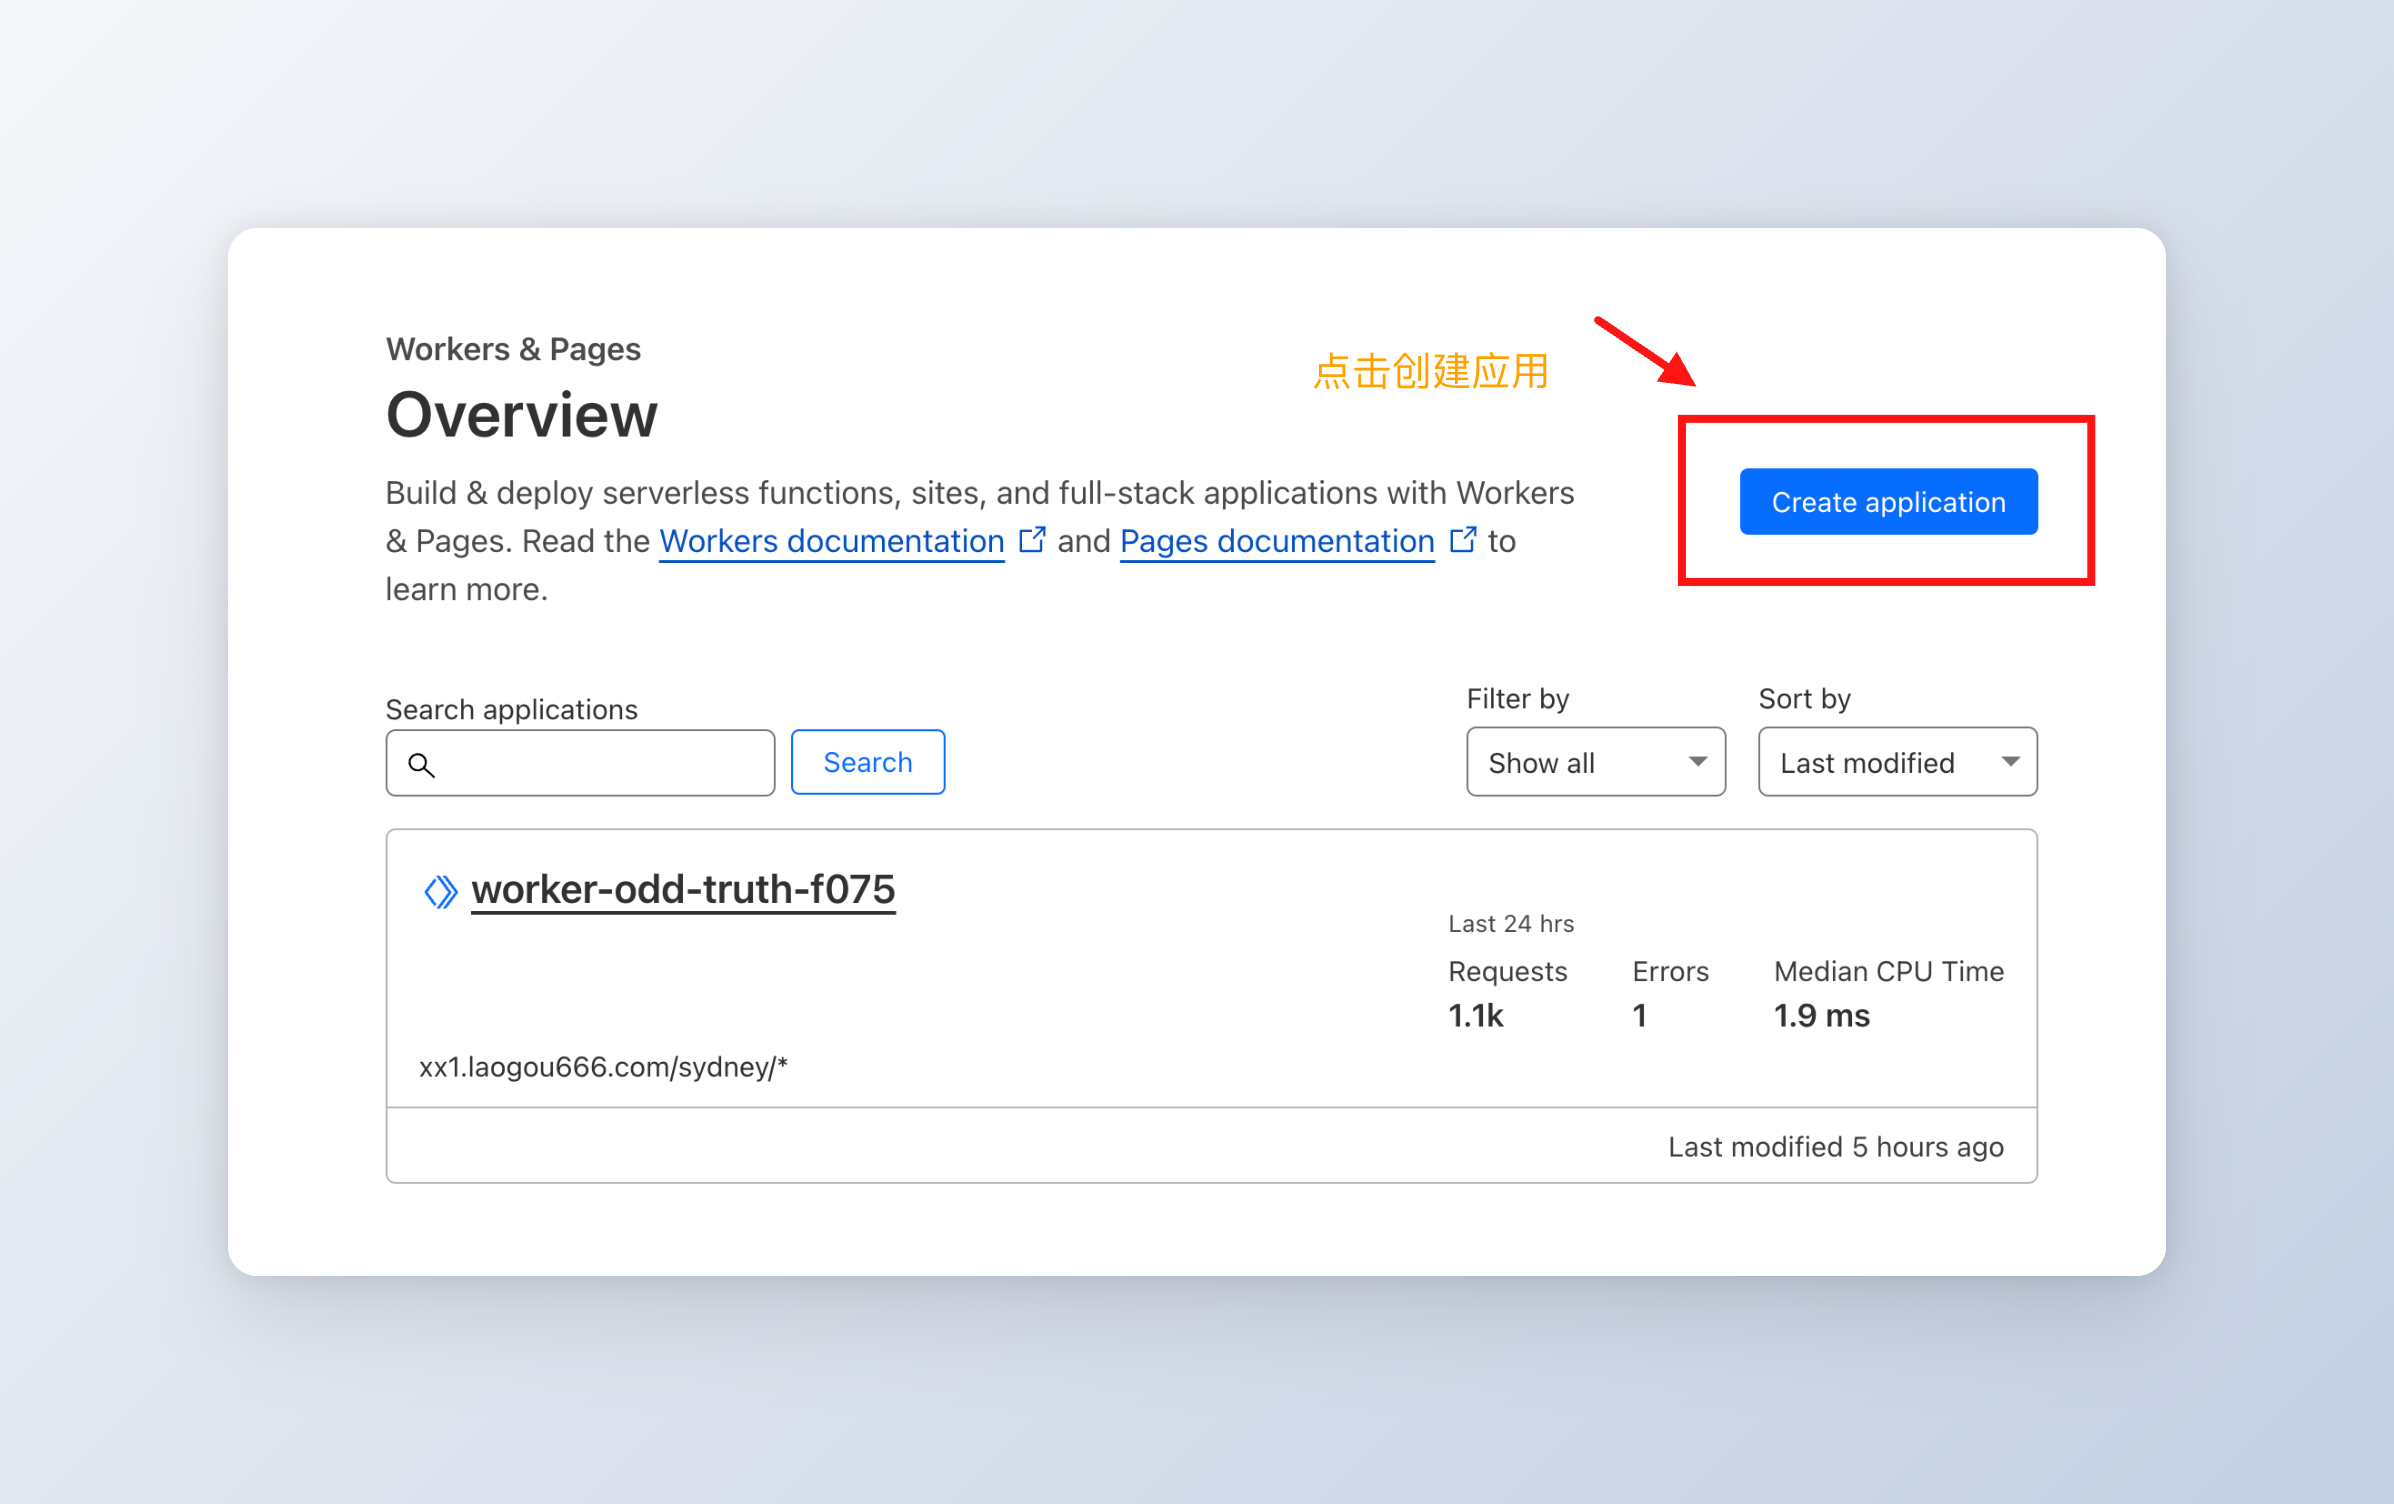 Workers & Pages
点击创建应用
Overview
Build & deploy serverless functions, sites, and full-stack applications with Workers
& Pages. Read the Workers documentation and Pages documentation to
learn more.
Create application
Search applications
Search
Filter by
Show all
Sort by
Last modified
worker-odd-truth-f075
Last 24 hrs
Requests
1.1k
Errors
1
Median CPU Time
1.9 ms
xx1.laogou666.com/sydney/*
Last modified 5 hours ago